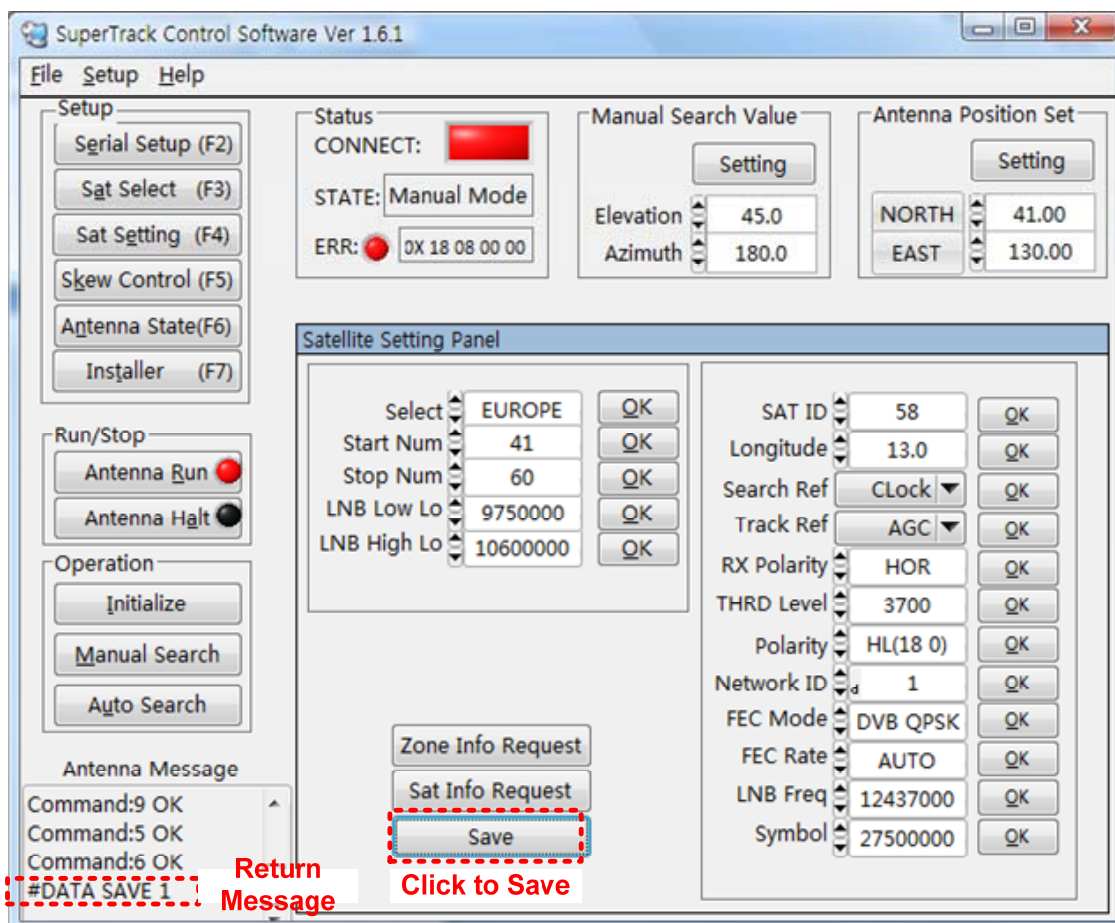 SuperTrack Control Software Ver 1.6.1
File Setup Help
Setup
Serial Setup (F2)
Sat Select (F3)
Sat Setting (F4)
Skew Control (F5)
Antenna State(F6)
Installer (F7)
Run/Stop
Antenna Run
Antenna Halt
Operation
Initialize
Manual Search
Auto Search
Antenna Message
Command:9 OK
Command:5 OK
Command:6 OK
#DATA SAVE 1
Return
Message
Status
CONNECT:
STATE: Manual Mode
ERR: 0X 18 08 00 00
Manual Search Value
Setting
Elevation 45.0
Azimuth 180.0
Antenna Position Set
Setting
NORTH 41.00
EAST 130.00
Satellite Setting Panel
Select EUROPE OK
Start Num 41 OK
Stop Num 60 OK
LNB Low Lo 9750000 OK
LNB High Lo 10600000 OK
Zone Info Request
Sat Info Request
Save
Click to Save
SAT ID 58 OK
Longitude 13.0 OK
Search Ref CLock OK
Track Ref AGC OK
RX Polarity HOR OK
THRD Level 3700 OK
Polarity HL(18 0) OK
Network ID d 1 OK
FEC Mode DVB QPSK OK
FEC Rate AUTO OK
LNB Freq 12437000 OK
Symbol 27500000 OK